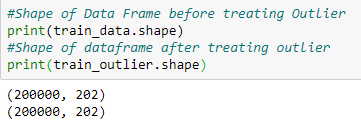 #Shape of Data Frame before treating Outlier
print(train_data.shape)
#Shape of dataframe after treating outlier
print(train_outlier.shape)
(200000, 202)
(200000, 202)